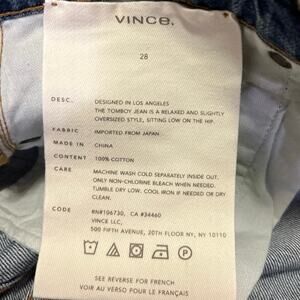 VINCE.
28
DESC. DESIGNED IN LOS ANGELES
THE TOMBOY JEAN IS A RELAXED AND SLIGHTLY
OVERSIZED STYLE, SITTING LOW ON THE HIP.
FABRIC IMPORTED FROM JAPAN
MADE IN CHINA
CONTENT 100% COTTON
CARE MACHINE WASH COLD SEPARATELY INSIDE OUT.
ONLY NON-CHLORINE BLEACH WHEN NEEDED.
TUMBLE DRY LOW. COOL IRON IF NEEDED OR DRY
CLEAN.
CODE RN#106730, CA #34460
VINCE LLC,
500 FIFTH AVENUE, 20TH FLOOR NY, NY 10110
SEE REVERSE FOR FRENCH
VOIR VERSO POUR LE FRANÇAIS